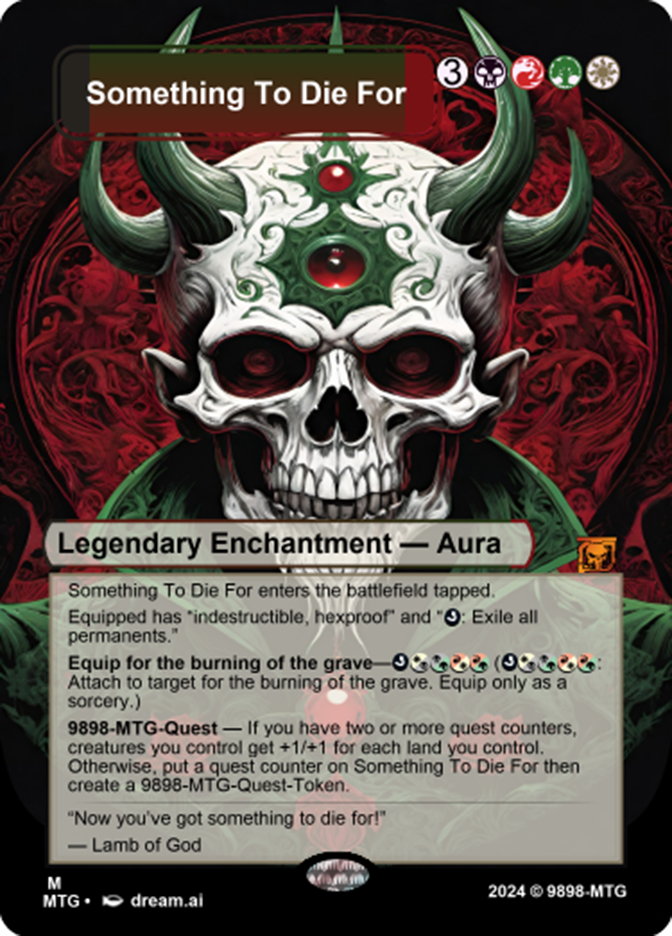 Something To Die For 3
Legendary Enchantment — Aura
Something To Die For enters the battlefield tapped.
Equipped has “indestructible, hexproof” and “: Exile all
permanents.”
Equip for the burning of the grave— (:
Attach to target for the burning of the grave. Equip only as a
sorcery.)
9898-MTG-Quest — If you have two or more quest counters,
creatures you control get +1/+1 for each land you control.
Otherwise, put a quest counter on Something To Die For then
create a 9898-MTG-Quest-Token.
“Now you’ve got something to die for!”
— Lamb of God
M
MTG • dream.ai
2024 © 9898-MTG